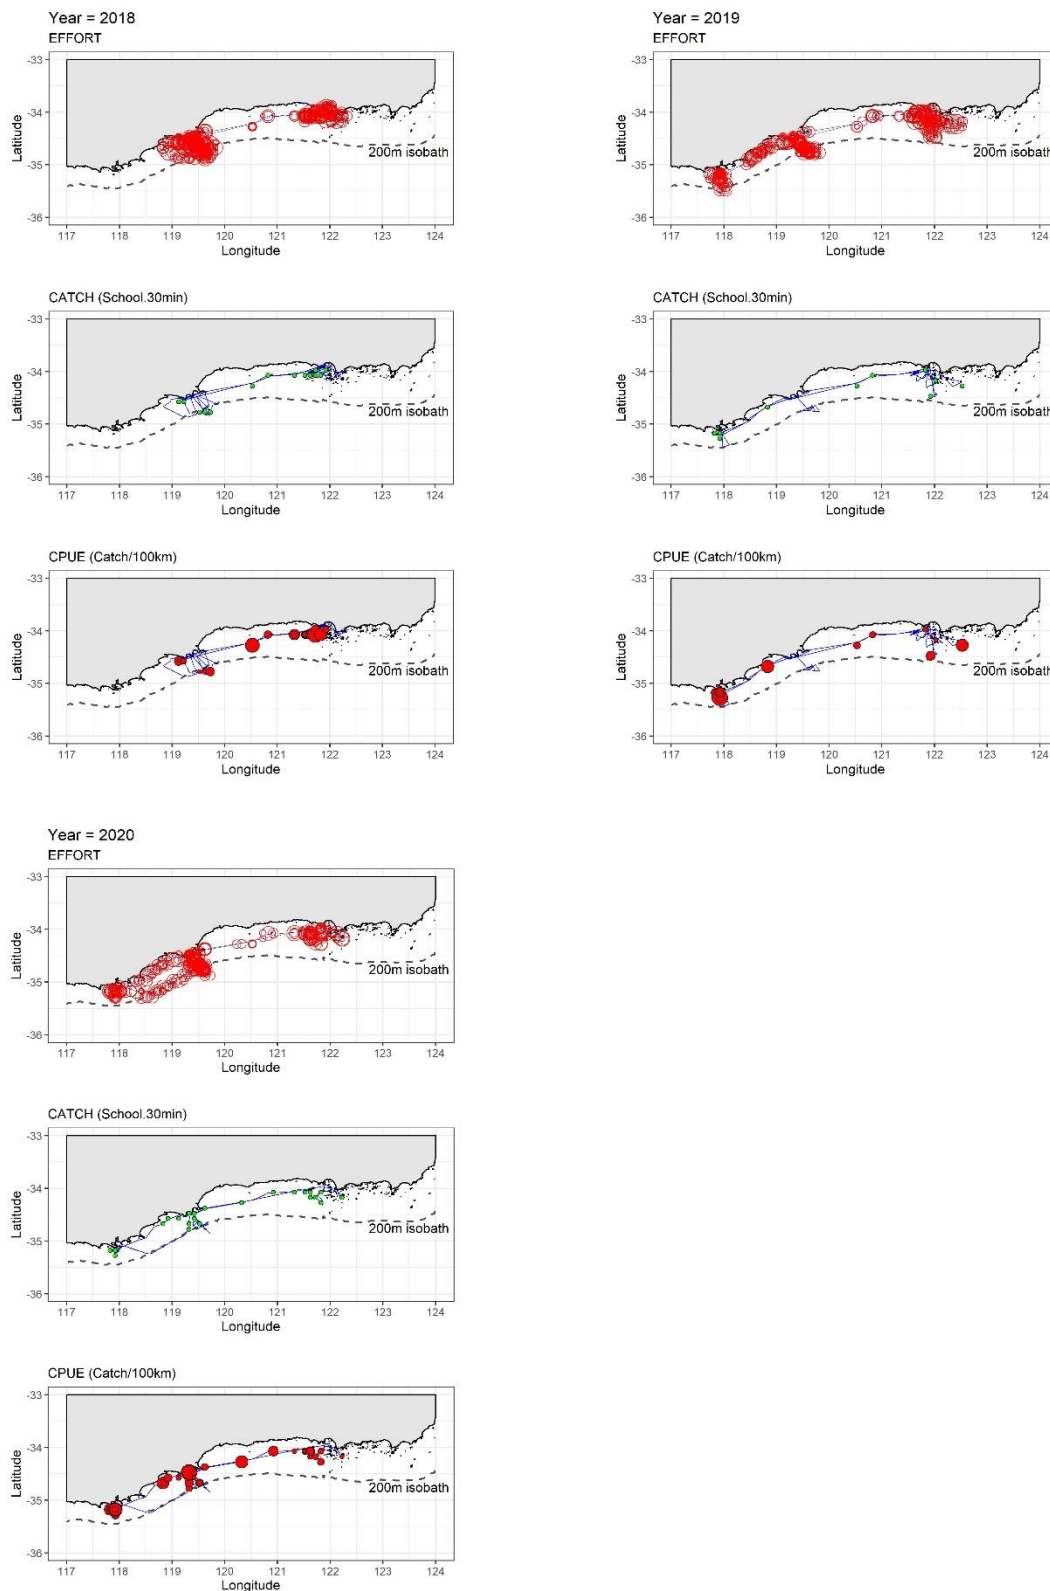 Year = 2018
EFFORT
-33
-34
-35
-36
Latitude
200m isobath
117 118 119 120 121 122 123 124
Longitude
CATCH (School.30min)
-33
-34
-35
-36
Latitude
200m isobath
117 118 119 120 121 122 123 124
Longitude
CPUE (Catch/100km)
-33
-34
-35
-36
Latitude
200m isobath
117 118 119 120 121 122 123 124
Longitude
Year = 2019
EFFORT
-33
-34
-35
-36
Latitude
200m isobath
117 118 119 120 121 122 123 124
Longitude
CATCH (School.30min)
-33
-34
-35
-36
Latitude
200m isobath
117 118 119 120 121 122 123 124
Longitude
CPUE (Catch/100km)
-33
-34
-35
-36
Latitude
200m isobath
117 118 119 120 121 122 123 124
Longitude
Year = 2020
EFFORT
-33
-34
-35
-36
Latitude
200m isobath
117 118 119 120 121 122 123 124
Longitude
CATCH (School.30min)
-33
-34
-35
-36
Latitude
200m isobath
117 118 119 120 121 122 123 124
Longitude
CPUE (Catch/100km)
-33
-34
-35
-36
Latitude
200m isobath
117 118 119 120 121 122 123 124
Longitude